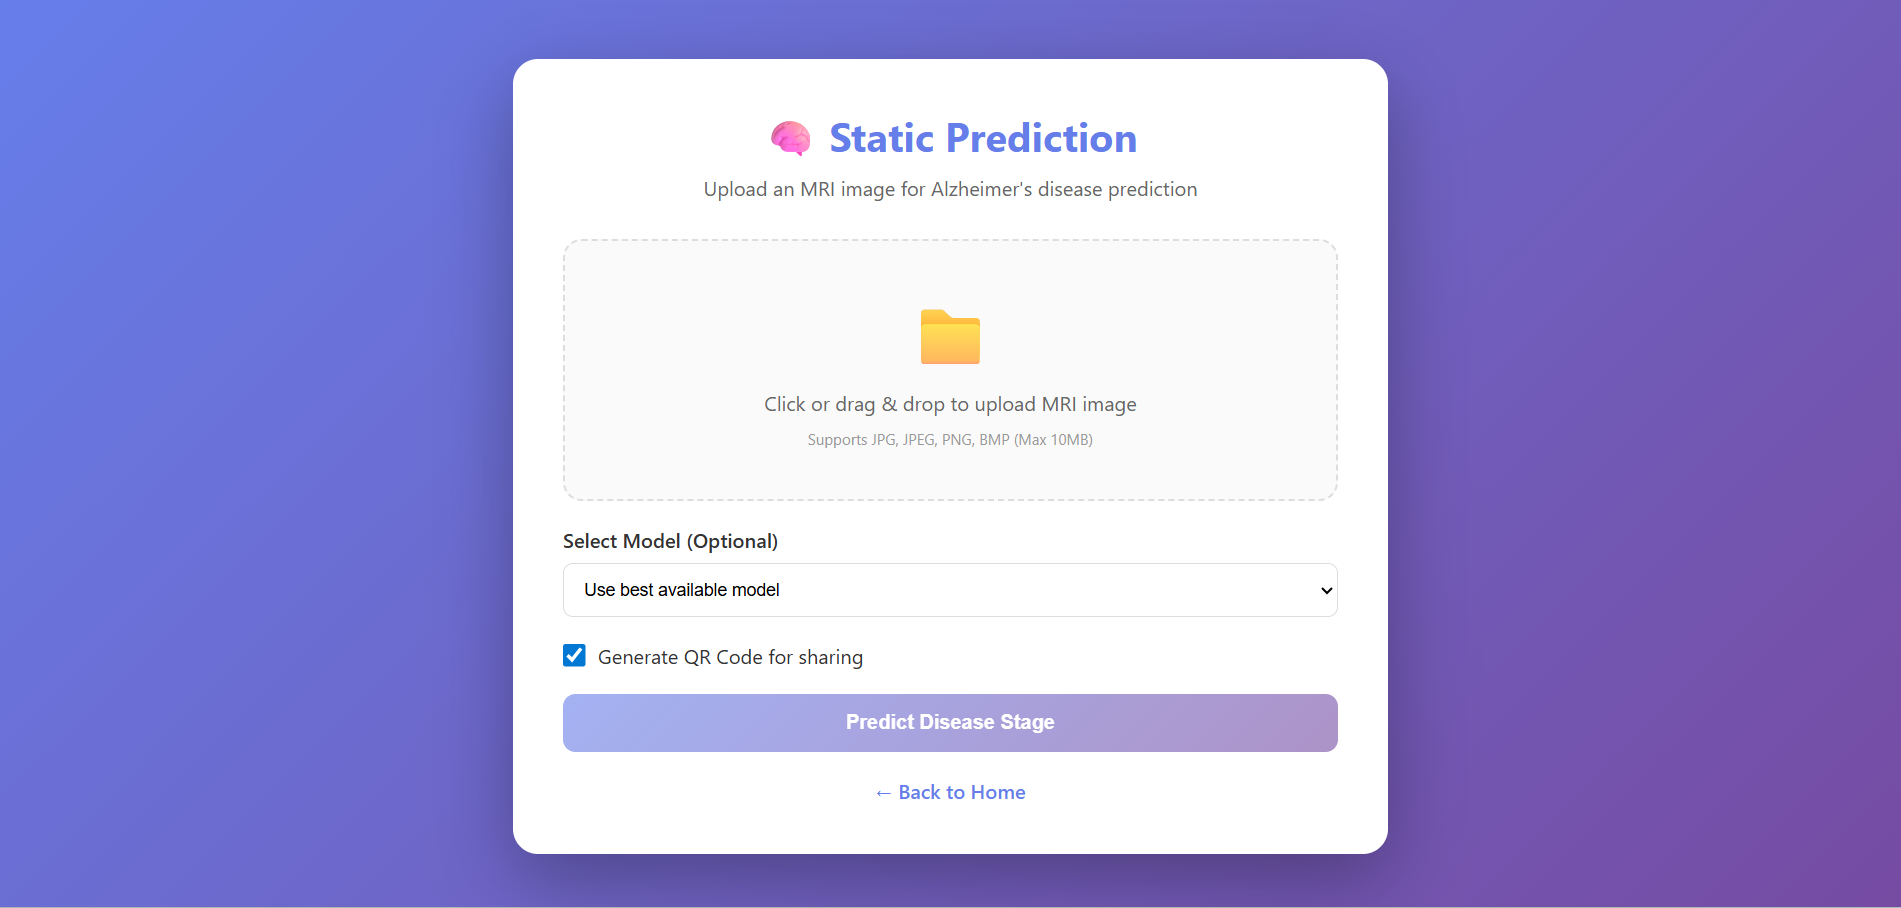 Static Prediction
Upload an MRI image for Alzheimer's disease prediction
Click or drag & drop to upload MRI image
Supports JPG, JPEG, PNG, BMP (Max 10MB)
Select Model (Optional)
Use best available model
Generate QR Code for sharing
Predict Disease Stage
← Back to Home